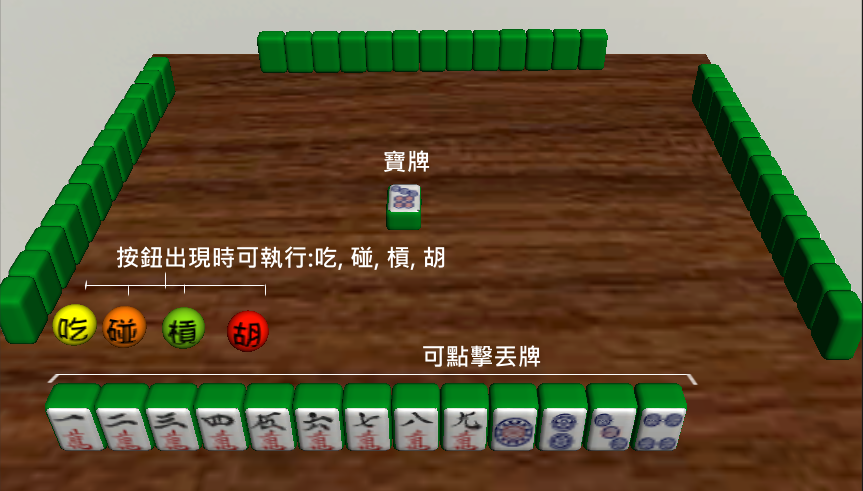 寶牌
按鈕出現時可執行:吃, 碰, 槓, 胡
吃 碰 槓 胡
可點擊丟牌
一萬 二萬 三萬 四萬 伍萬 六萬 七萬 八萬 九萬